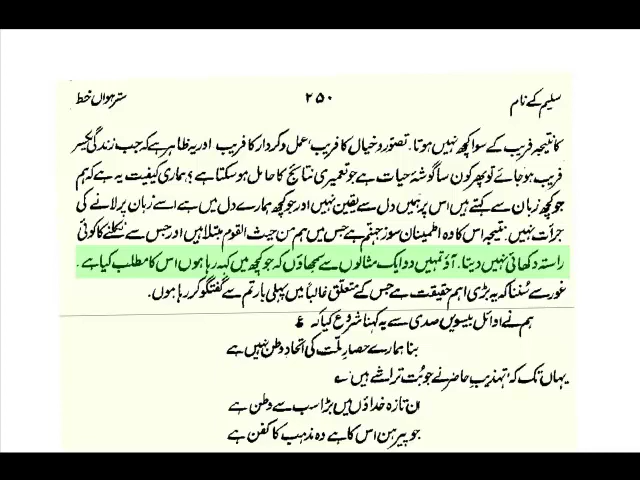 سلیم کے نام ۲۵۰ سترھواں خط
کا نتیجہ فریب کے سوا کچھ نہیں ہوتا۔ تصور و خیال کا فریب، عمل و کردار کا فریب اور یہ ظاہر ہے کہ جب زندگی یکسر
فریب ہو جائے تو پھر کون سا گوشۂ حیات ہے جو تعمیری نتائج کا حامل ہو سکتا ہے؟ ہماری کیفیت یہ ہے کہ ہم
جو کچھ زبان سے کہتے ہیں اس پر ہمیں دل سے یقین نہیں اور جو کچھ ہمارے دل میں ہے اسے زبان پر لانے کی
جرأت نہیں۔ نتیجہ اس کا وہ اطمینان سوز جہنم ہے جس میں ہم من حیث القوم مبتلا ہیں اور جس سے نکلنے کا کوئی
راستہ دکھائی نہیں دیتا۔ آؤ تمہیں دو ایک مثالوں سے سمجھاؤں کہ جو کچھ میں کہہ رہا ہوں اس کا مطلب کیا ہے۔
غور سے سُننا کہ یہ بڑی اہم حقیقت ہے جس کے متعلق غالباً میں پہلی بار تم سے گفتگو کر رہا ہوں۔
ہم نے اوائل بیسویں صدی سے یہ کہنا شروع کیا کہ ؏
بنا ہمارے حصارِ ملّت کی اتحادِ وطن نہیں ہے
یہاں تک کہ تہذیبِ حاضر نے جو بُت تراشے ہیں ؎
ان تازہ خداؤں میں بڑا سب سے وطن ہے
جو پیرہن اس کا ہے وہ مذہب کا کفن ہے